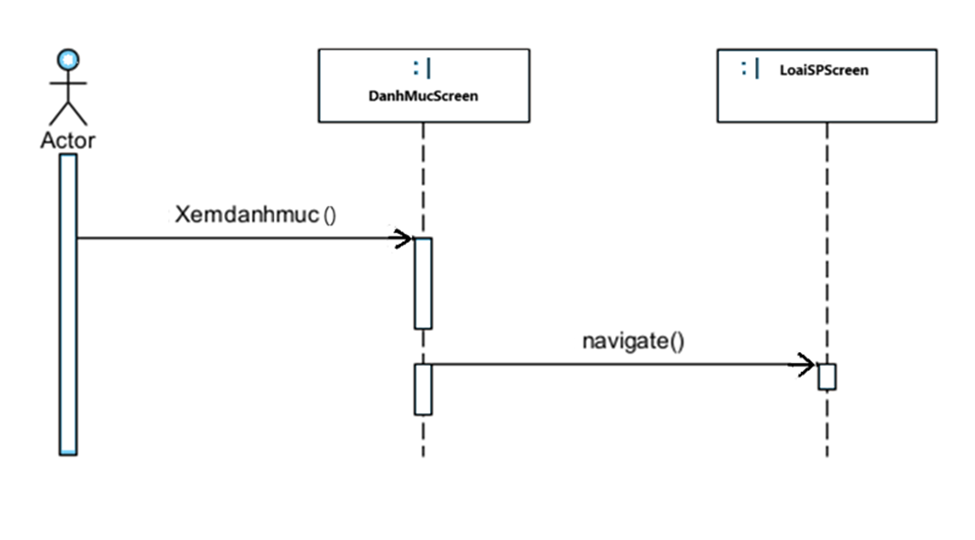 :|
DanhMucScreen
:| LoaiSPScreen
Actor
Xemdanhmuc()
navigate()